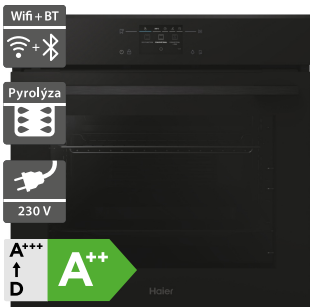 Wifi + BT
+
Pyrolýza
230 V
A+++
D
A++
Haier